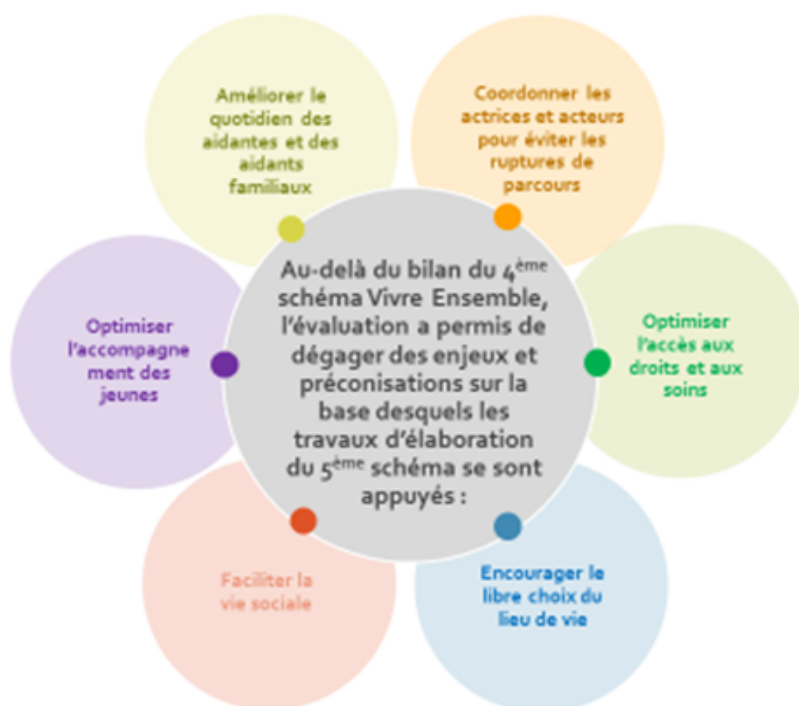 Améliorer le
quotidien des
aidantes et des
aidants
familiaux
Coordonner les
actrices et acteurs
pour éviter les
ruptures de
parcours
Optimiser
l'accompagne
ment des
jeunes
Au-delà du bilan du 4ème
schéma Vivre Ensemble,
l'évaluation a permis de
dégager des enjeux et
préconisations sur la
base desquels les
travaux d'élaboration
du 5ème schéma se sont
appuyés :
Optimiser
l'accès aux
droits et aux
soins
Faciliter la
vie sociale
Encourager le
libre choix du
lieu de vie